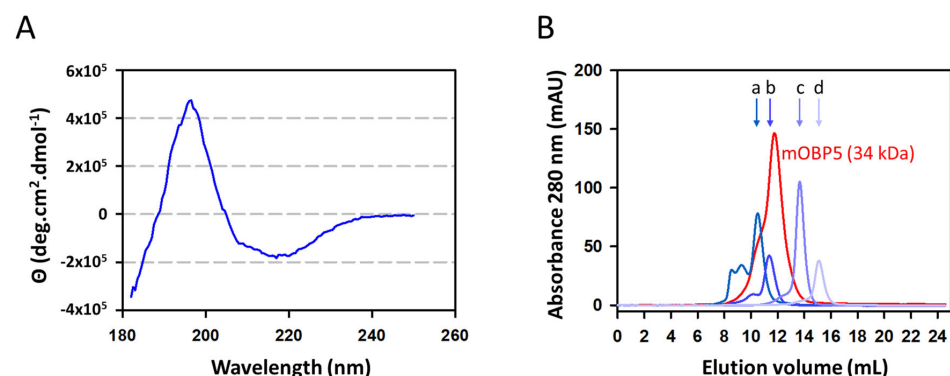 A
6x10⁵
4x10⁵
2x10⁵
0
-2x10⁵
-4x10⁵
Θ (deg.cm².dmol⁻¹)
180 200 220 240 260
Wavelength (nm)
B
200
150
100
50
0
Absorbance 280 nm (mAU)
a b c d
mOBP5 (34 kDa)
0 2 4 6 8 10 12 14 16 18 20 22 24
Elution volume (mL)